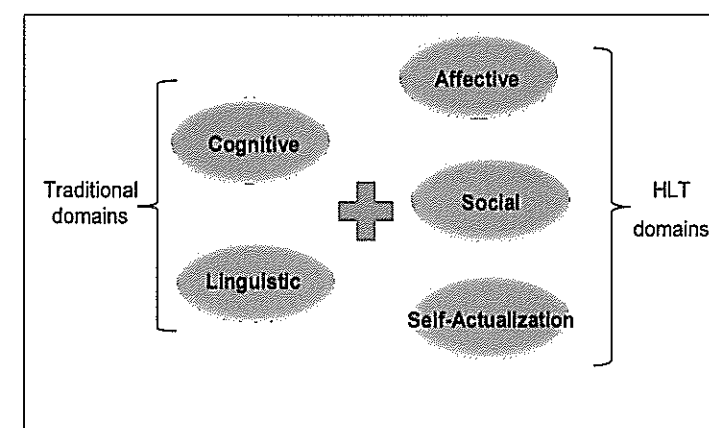 Traditional
domains
Cognitive
Linguistic
Affective
Social
Self-Actualization
HLT
domains